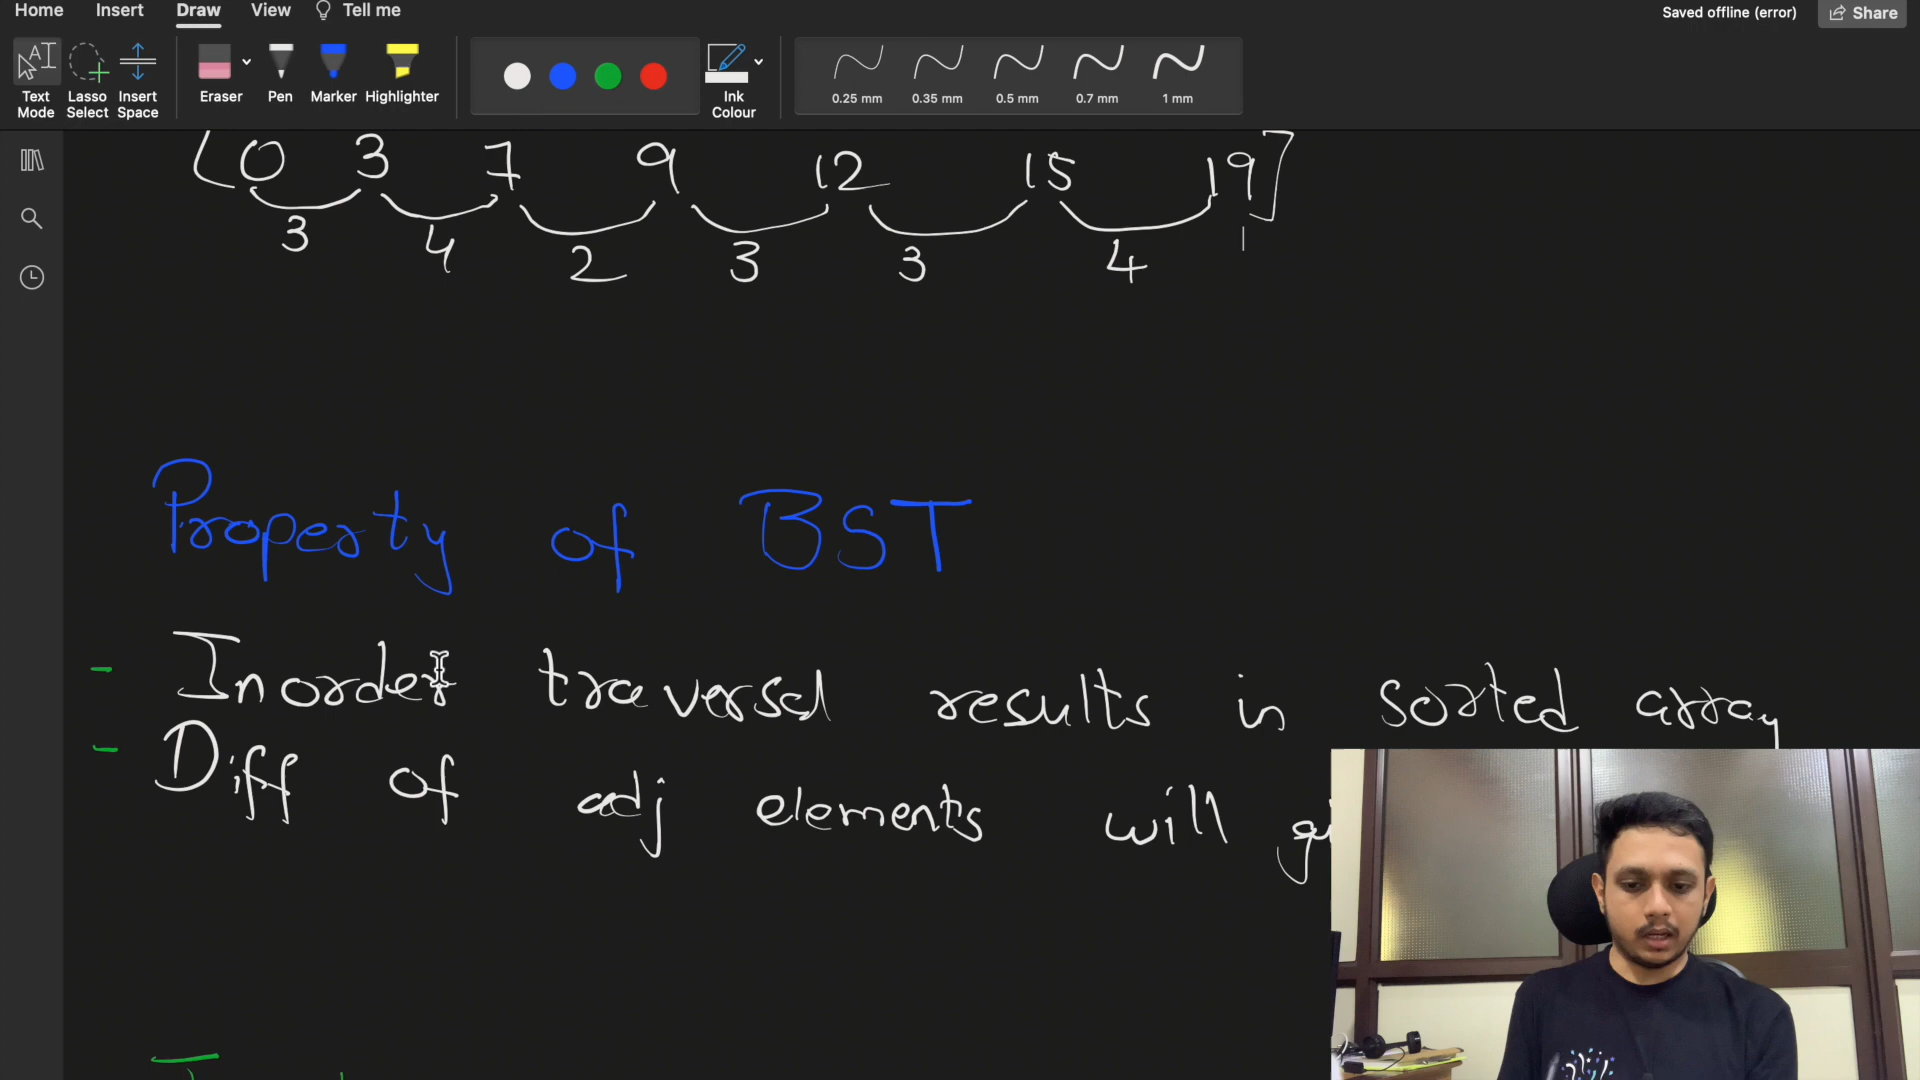 Home Insert Draw View Tell me Saved offline (error) Share
Text Mode Lasso Select Insert Space Eraser Pen Marker Highlighter Ink Colour 0.25 mm 0.35 mm 0.5 mm 0.7 mm 1 mm
[0 3 7 9 12 15 19]
3 4 2 3 3 4
Property of BST
- Inorder traversal results in sorted array
- Diff of adj elements will